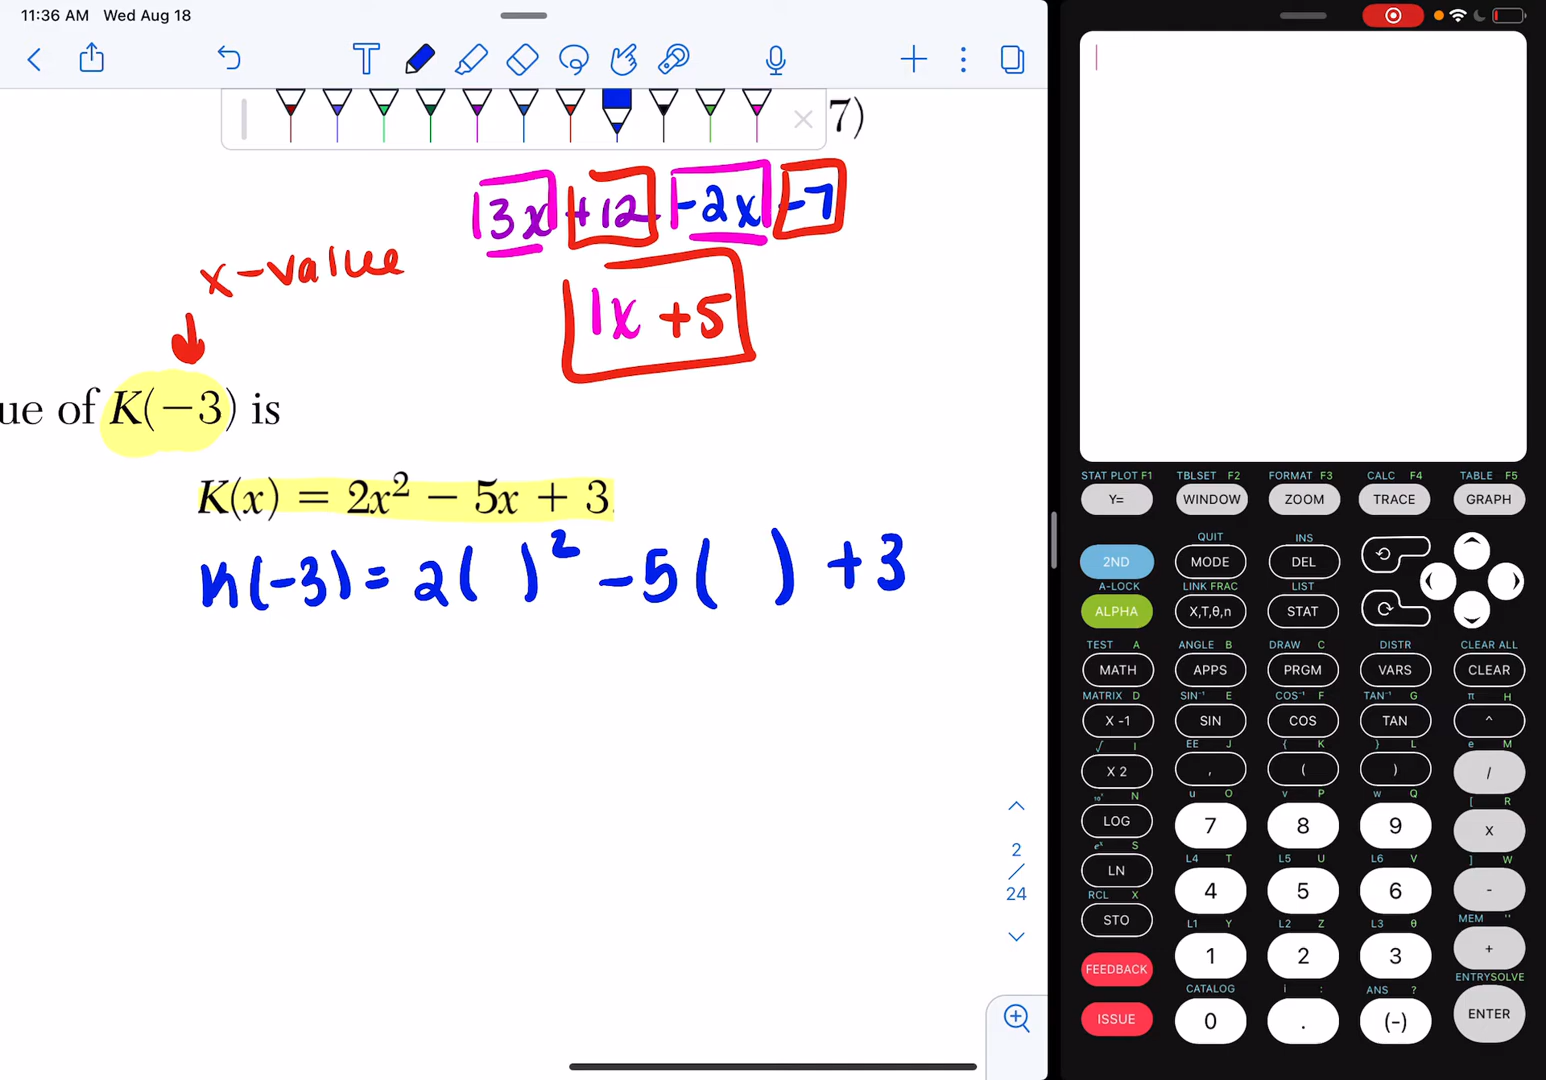 11:36 AM Wed Aug 18
7)
3x +12 -2x -7
1x +5
x-value
ue of K(−3) is
K(x) = 2x² − 5x + 3
K(-3) = 2( )² -5( ) +3
2
/
24
STAT PLOT F1 TBLSET F2 FORMAT F3 CALC F4 TABLE F5
Y= WINDOW ZOOM TRACE GRAPH
QUIT INS
2ND MODE DEL
A-LOCK LINK FRAC LIST
ALPHA X,T,θ,n STAT
TEST A ANGLE B DRAW C DISTR CLEAR ALL
MATH APPS PRGM VARS CLEAR
MATRIX D SIN⁻¹ E COS⁻¹ F TAN⁻¹ G π H
X -1 SIN COS TAN ^
√ I EE J { K } L e M
X 2 , ( ) /
10ˣ N u O v P w Q [ R
LOG 7 8 9 x
eˣ S L4 T L5 U L6 V ] W
LN 4 5 6 -
RCL X L1 Y L2 Z L3 θ MEM "
STO 1 2 3 +
FEEDBACK CATALOG i : ANS ? ENTRY SOLVE
ISSUE 0 . (-) ENTER